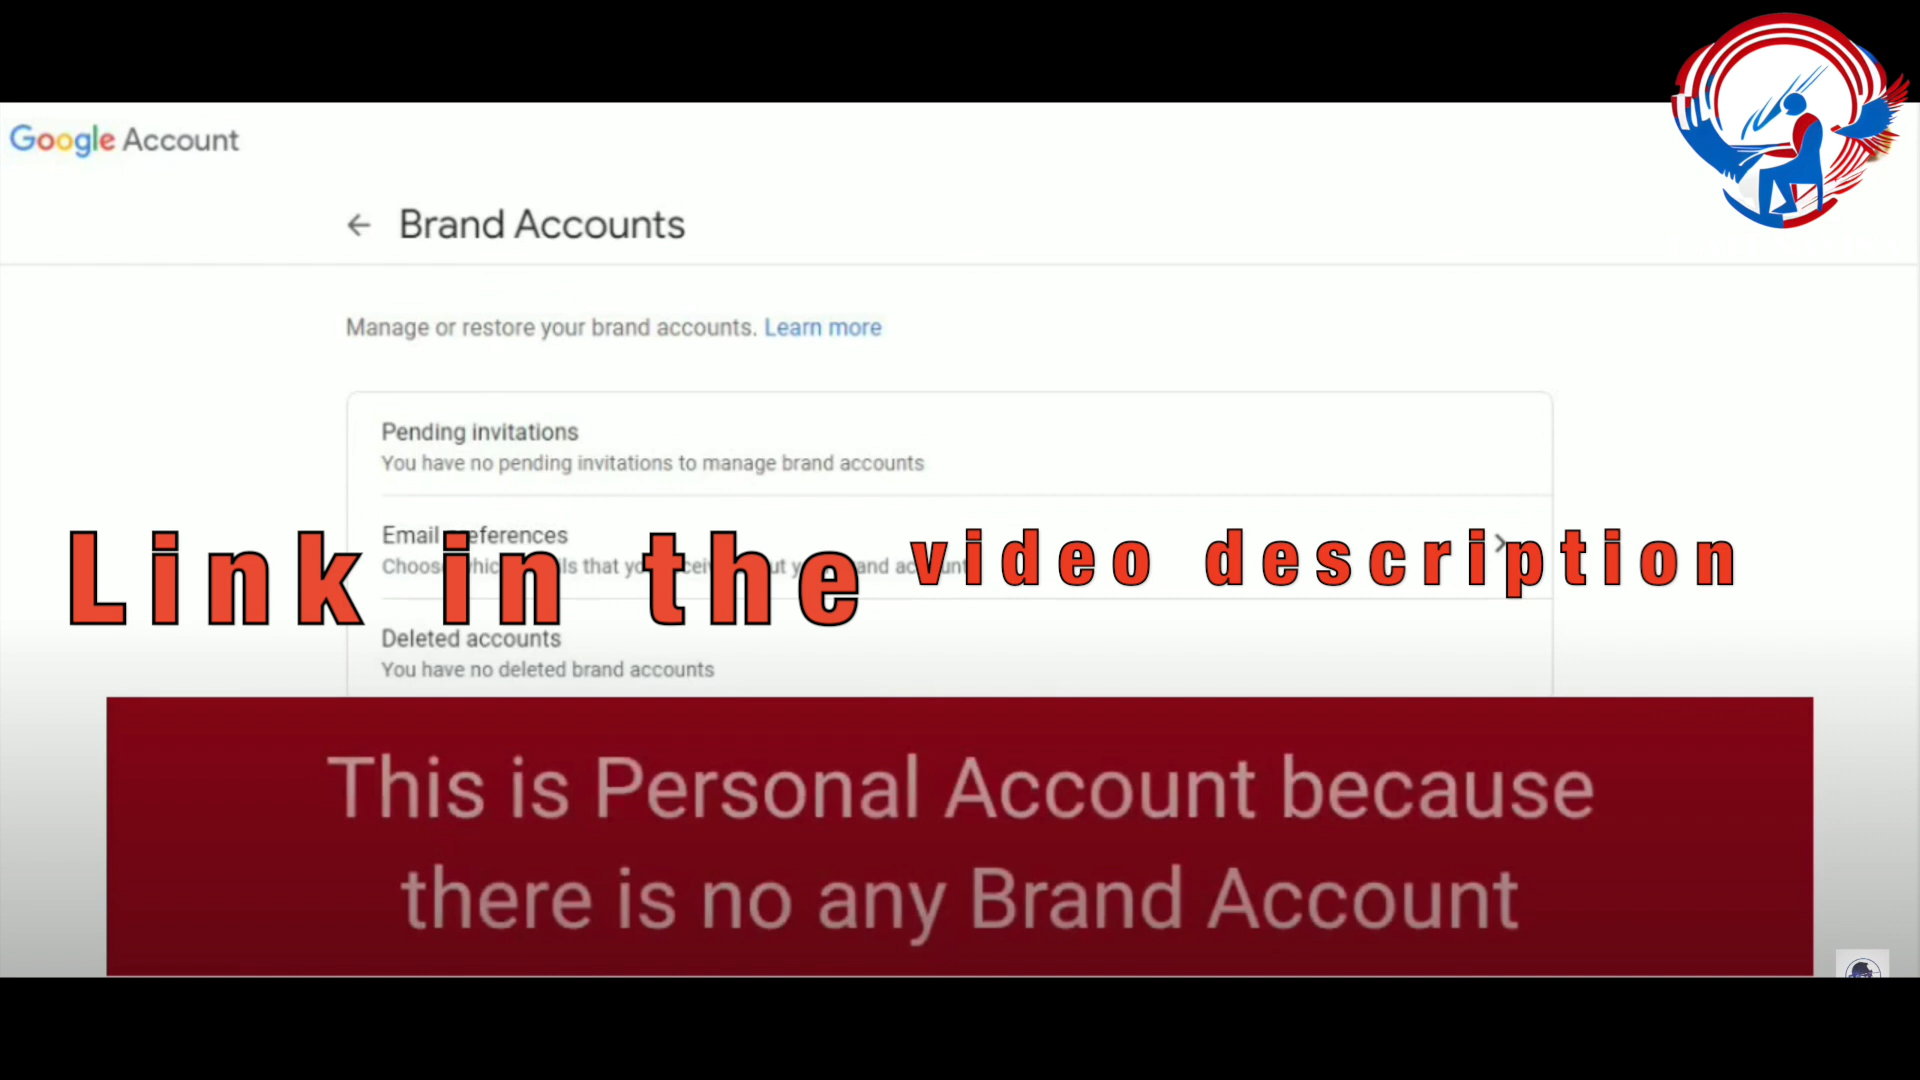 Google Account
Brand Accounts
Manage or restore your brand accounts. Learn more
Pending invitations
You have no pending invitations to manage brand accounts
Email
Link in the video description
Deleted accounts
You have no deleted brand accounts
This is Personal Account because
there is no any Brand Account